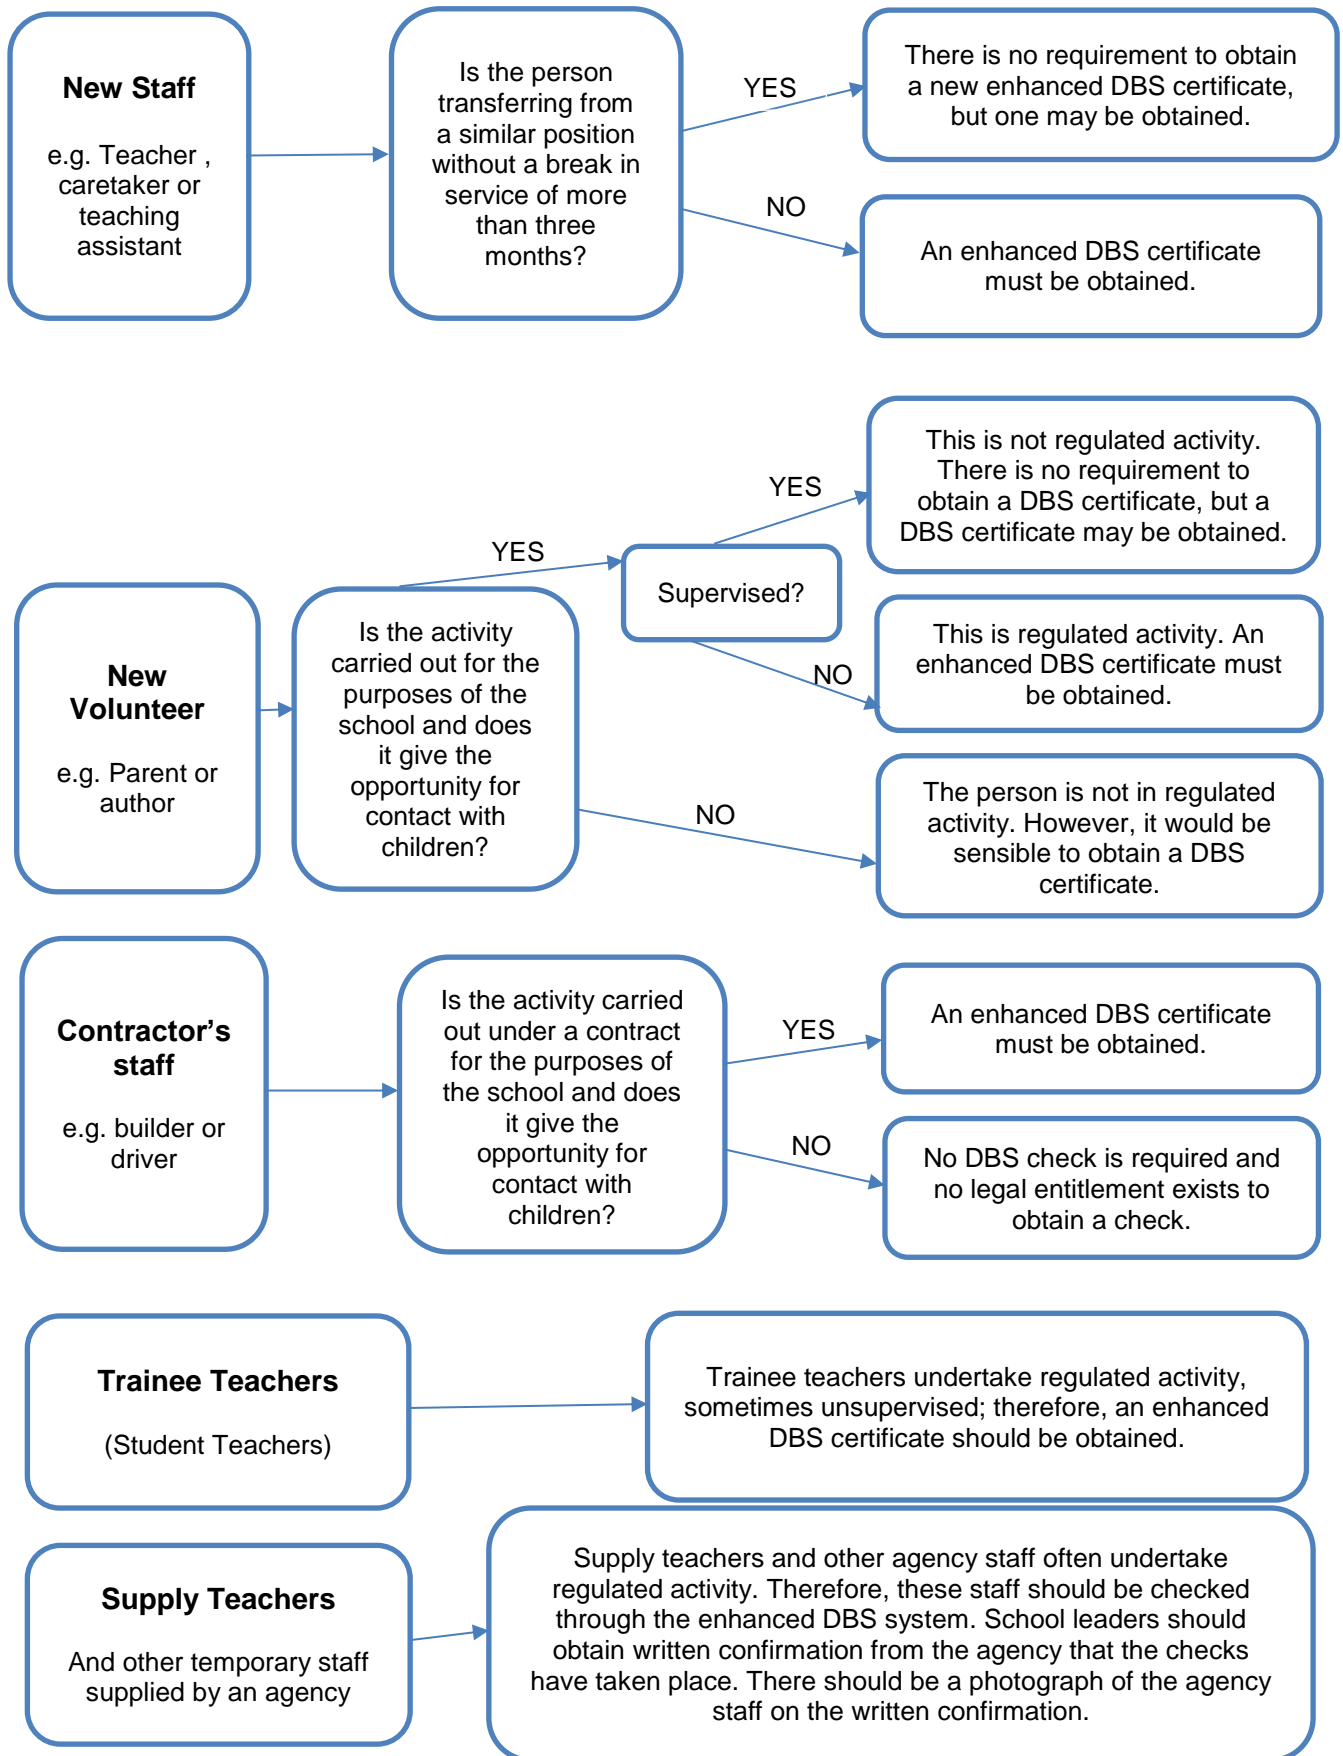 New Staff
e.g. Teacher ,
caretaker or
teaching
assistant
Is the person
transferring from
a similar position
without a break in
service of more
than three
months?
YES
There is no requirement to obtain
a new enhanced DBS certificate,
but one may be obtained.
NO
An enhanced DBS certificate
must be obtained.
New
Volunteer
e.g. Parent or
author
Is the activity
carried out for the
purposes of the
school and does
it give the
opportunity for
contact with
children?
YES
Supervised?
YES
This is not regulated activity.
There is no requirement to
obtain a DBS certificate, but a
DBS certificate may be obtained.
NO
This is regulated activity. An
enhanced DBS certificate must
be obtained.
NO
The person is not in regulated
activity. However, it would be
sensible to obtain a DBS
certificate.
Contractor’s
staff
e.g. builder or
driver
Is the activity carried
out under a contract
for the purposes of
the school and does
it give the
opportunity for
contact with
children?
YES
An enhanced DBS certificate
must be obtained.
NO
No DBS check is required and
no legal entitlement exists to
obtain a check.
Trainee Teachers
(Student Teachers)
Trainee teachers undertake regulated activity,
sometimes unsupervised; therefore, an enhanced
DBS certificate should be obtained.
Supply Teachers
And other temporary staff
supplied by an agency
Supply teachers and other agency staff often undertake
regulated activity. Therefore, these staff should be checked
through the enhanced DBS system. School leaders should
obtain written confirmation from the agency that the checks
have taken place. There should be a photograph of the agency
staff on the written confirmation.